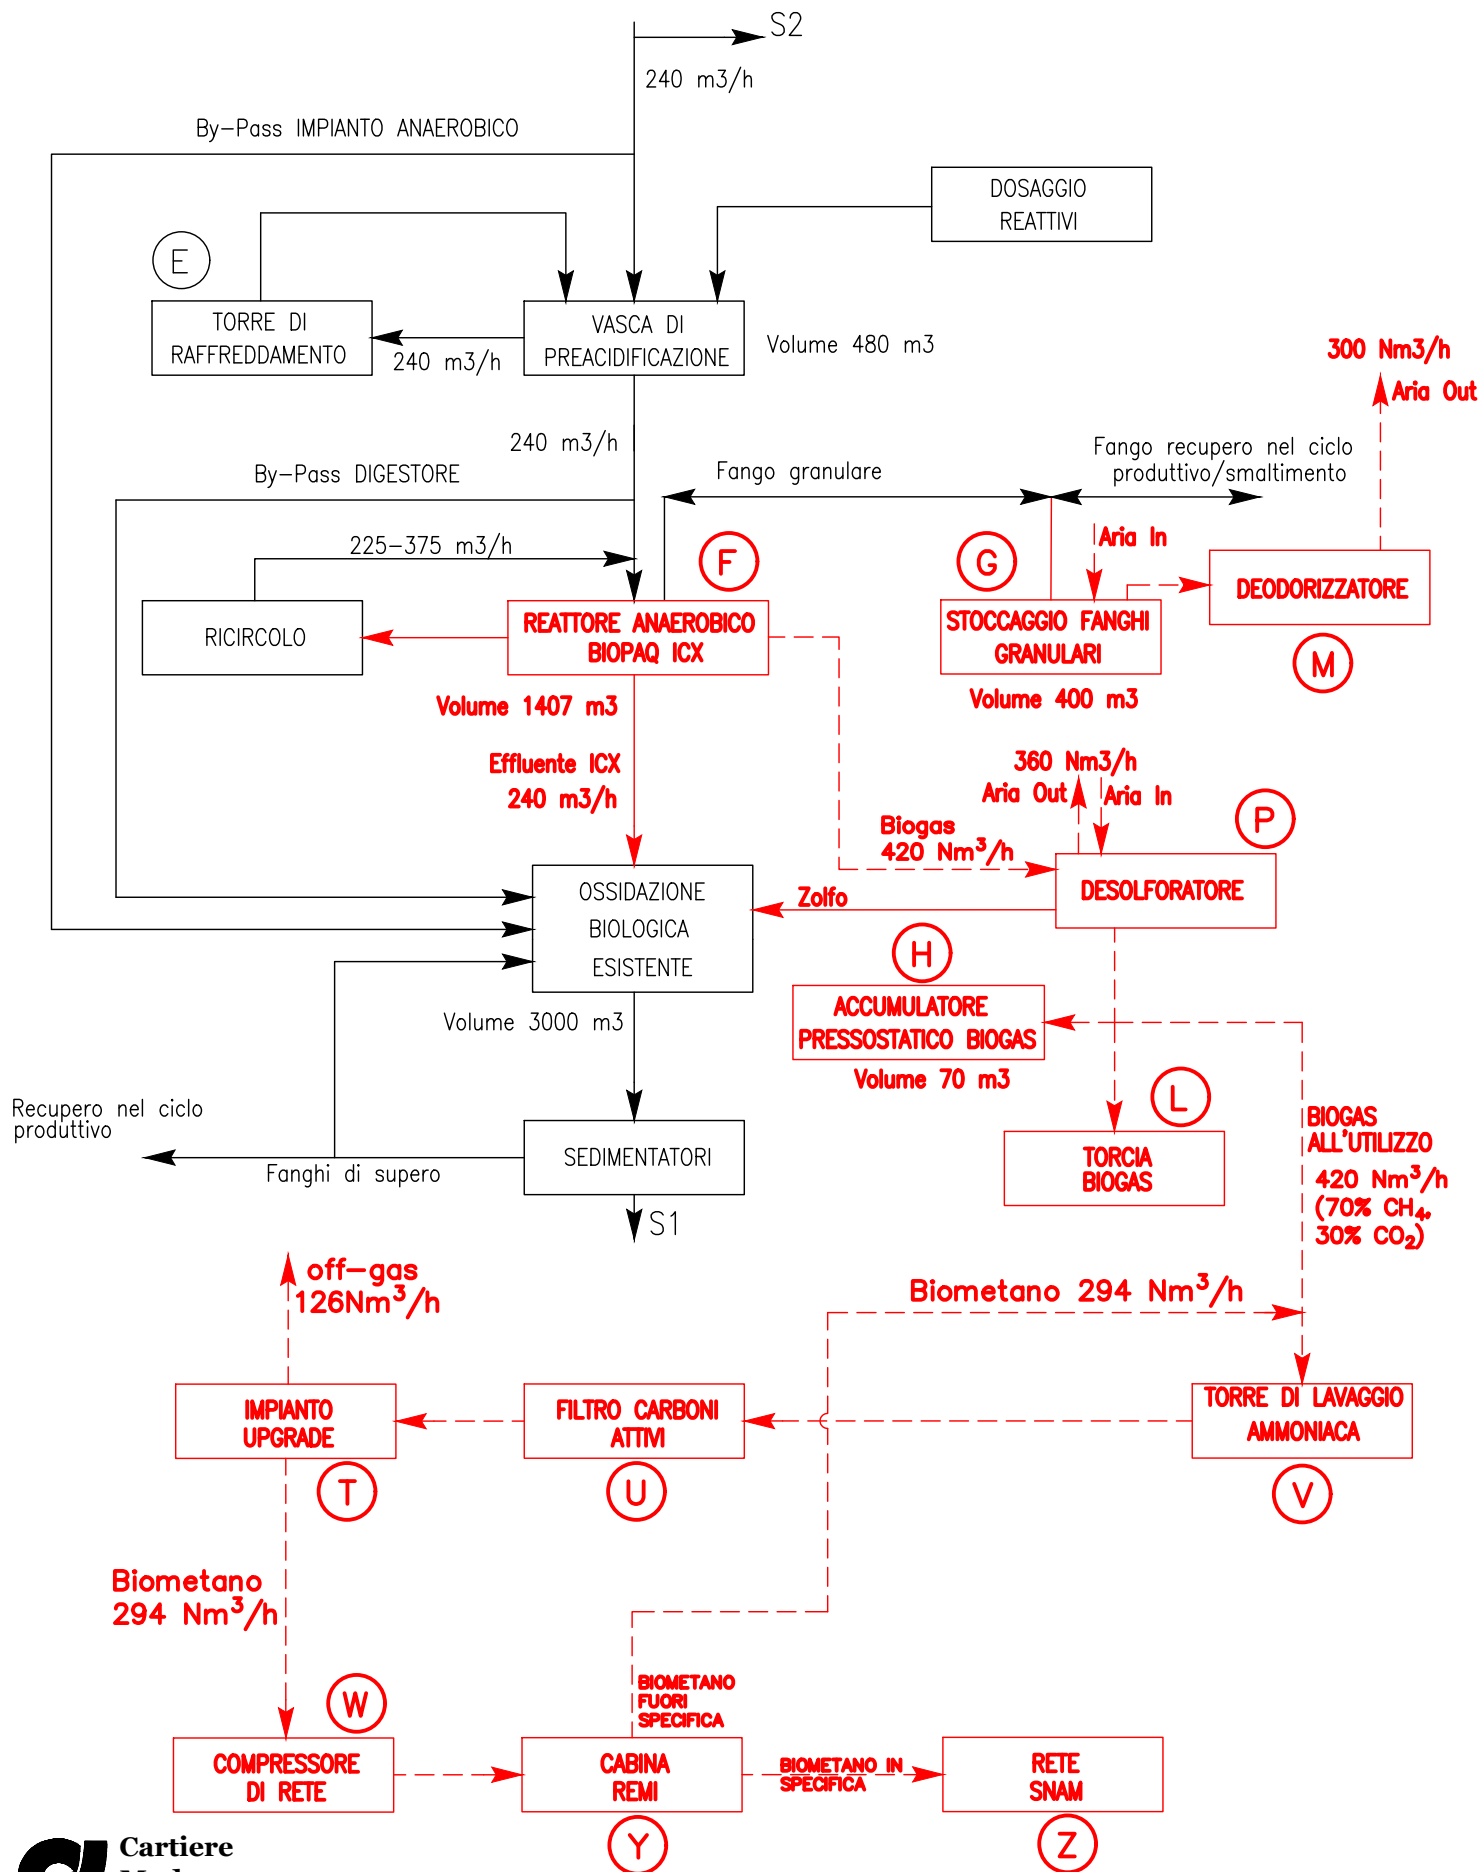 S2
240 m3/h
By-Pass IMPIANTO ANAEROBICO
DOSAGGIO
REATTIVI
E
TORRE DI
RAFFREDDAMENTO
240 m3/h
VASCA DI
PREACIDIFICAZIONE
Volume 480 m3
300 Nm3/h
Aria Out
240 m3/h
By-Pass DIGESTORE
Fango granulare
Fango recupero nel ciclo
produttivo/smaltimento
225-375 m3/h
F
G
Aria In
RICIRCOLO
REATTORE ANAEROBICO
BIOPAQ ICX
STOCCAGGIO FANGHI
GRANULARI
DEODORIZZATORE
M
Volume 1407 m3
Volume 400 m3
Effluente ICX
240 m3/h
360 Nm3/h
Aria Out
Aria In
P
Biogas
420 Nm³/h
DESOLFORATORE
Zolfo
OSSIDAZIONE
BIOLOGICA
ESISTENTE
H
ACCUMULATORE
PRESSOSTATICO BIOGAS
Volume 70 m3
Volume 3000 m3
L
TORCIA
BIOGAS
BIOGAS
ALL'UTILIZZO
420 Nm³/h
(70% CH₄,
30% CO₂)
Recupero nel ciclo
produttivo
Fanghi di supero
SEDIMENTATORI
S1
off-gas
126Nm³/h
Biometano 294 Nm³/h
IMPIANTO
UPGRADE
T
FILTRO CARBONI
ATTIVI
U
TORRE DI LAVAGGIO
AMMONIACA
V
Biometano
294 Nm³/h
W
BIOMETANO
FUORI
SPECIFICA
COMPRESSORE
DI RETE
CABINA
REMI
Y
BIOMETANO IN
SPECIFICA
RETE
SNAM
Z
Cartiere